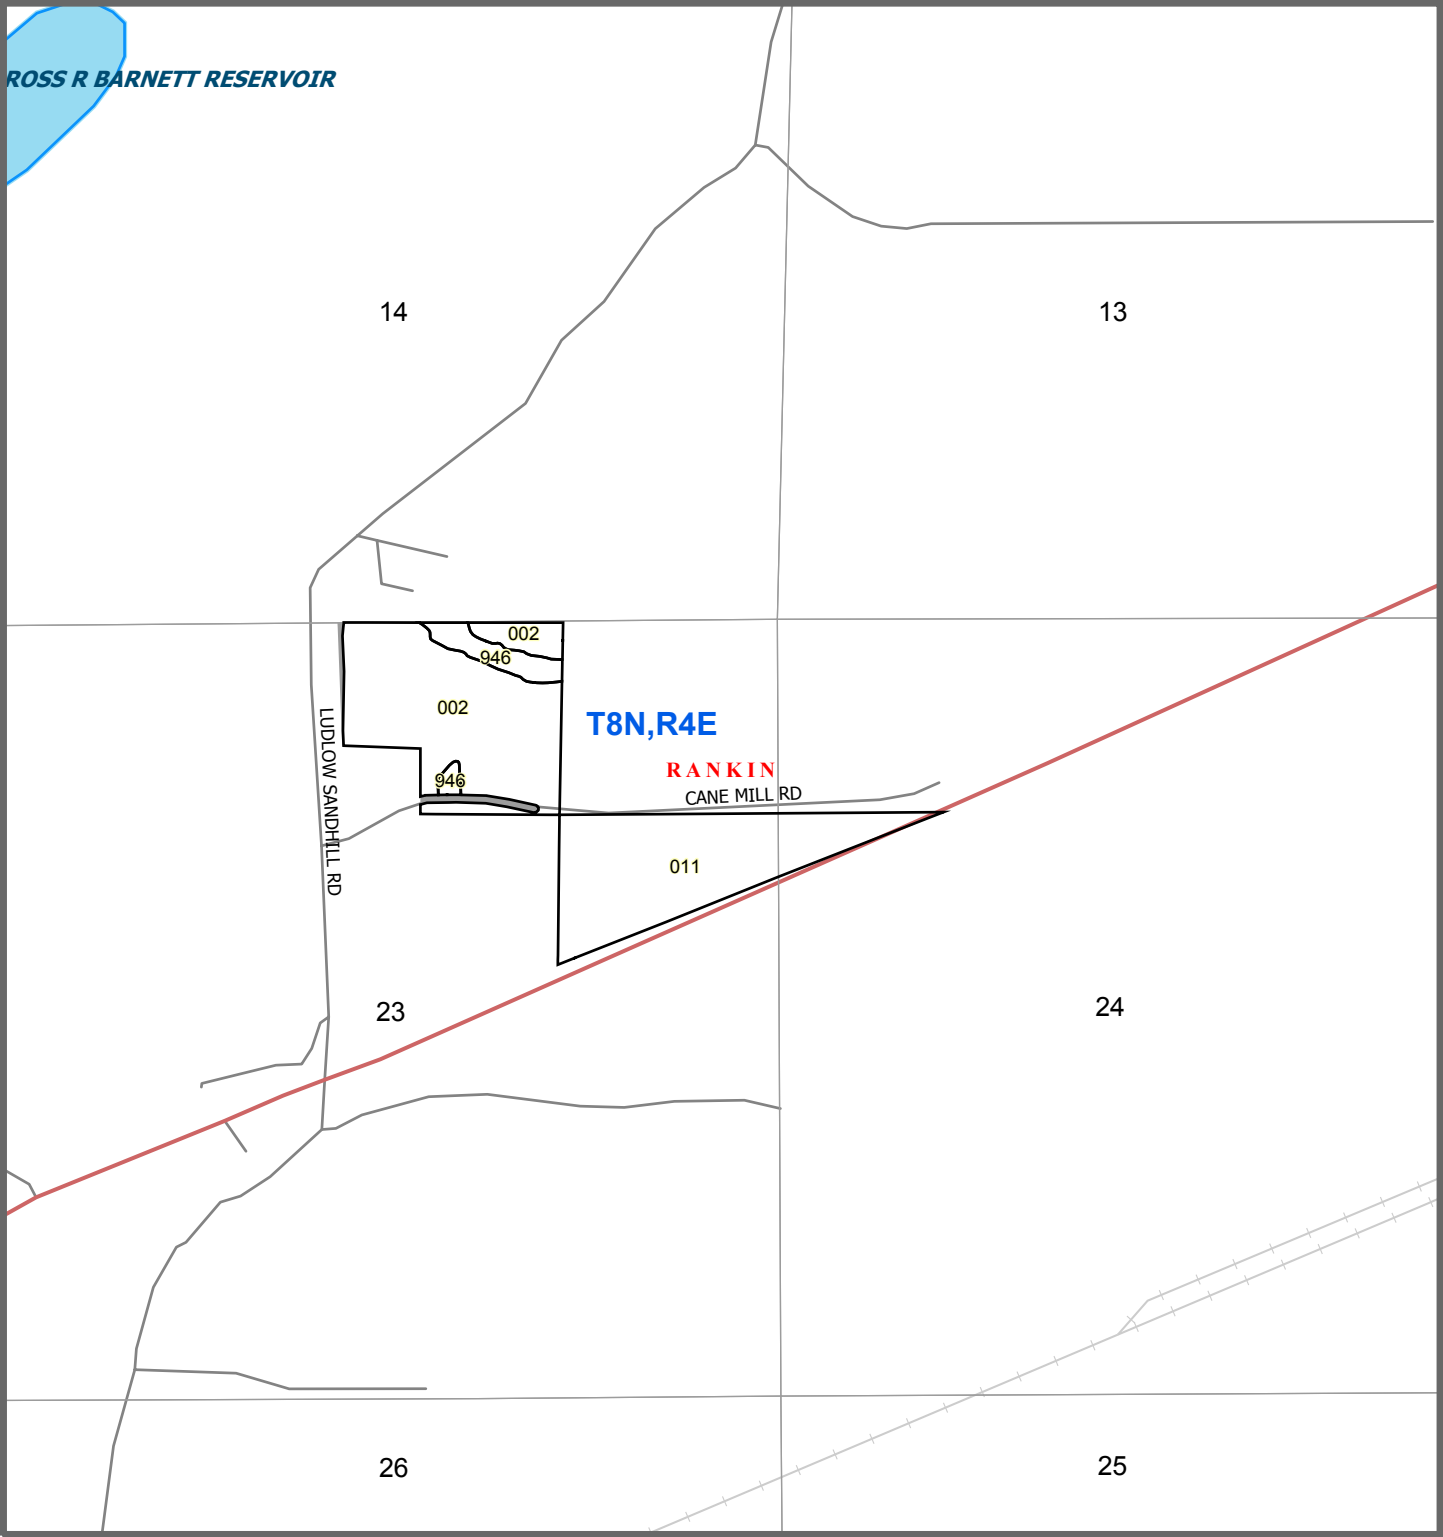 ROSS R BARNETT RESERVOIR
14
13
002
946
002
T8N,R4E
LUDLOW SANDHILL RD
RANKIN
946
CANE MILL RD
011
23
24
26
25